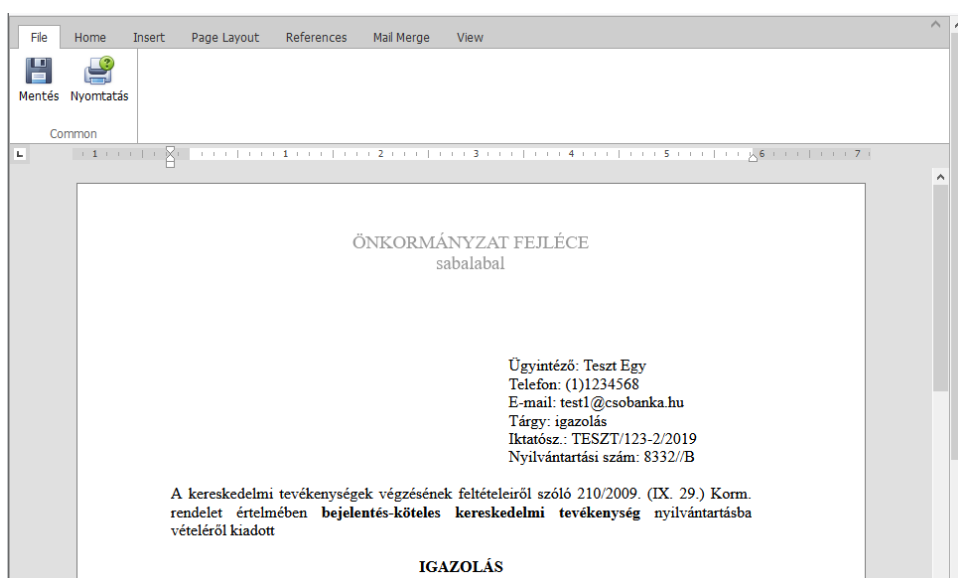 File Home Insert Page Layout References Mail Merge View
Mentés Nyomtatás
Common
L 1 1 2 3 4 5 6 7
ÖNKORMÁNYZAT FEJLÉCE
sabalabal
Ügyintéző: Teszt Egy
Telefon: (1)1234568
E-mail: test1@csobanka.hu
Tárgy: igazolás
Iktatósz.: TESZT/123-2/2019
Nyilvántartási szám: 8332//B
A kereskedelmi tevékenységek végzésének feltételeiről szóló 210/2009. (IX. 29.) Korm.
rendelet értelmében bejelentés-köteles kereskedelmi tevékenység nyilvántartásba
vételéről kiadott
IGAZOLÁS